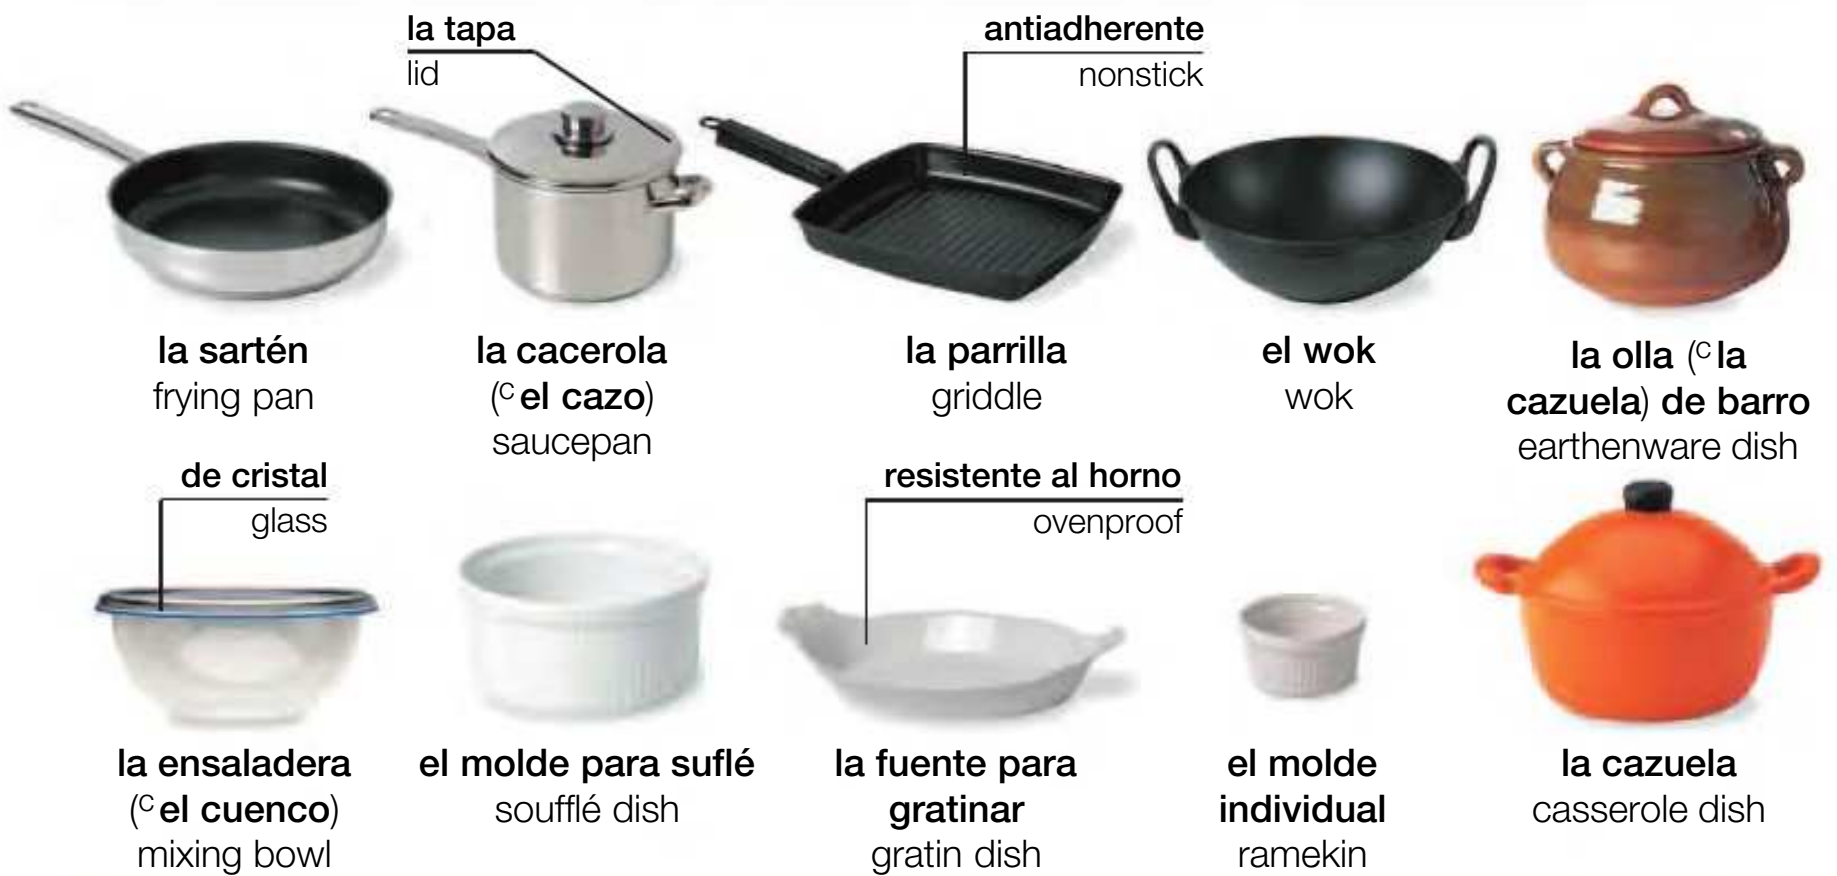 la tapa
lid
antiadherente
nonstick
la sartén
frying pan
la cacerola
(ᶜ el cazo)
saucepan
la parrilla
griddle
el wok
wok
la olla (ᶜ la
cazuela) de barro
earthenware dish
de cristal
glass
resistente al horno
ovenproof
la ensaladera
(ᶜ el cuenco)
mixing bowl
el molde para suflé
soufflé dish
la fuente para
gratinar
gratin dish
el molde
individual
ramekin
la cazuela
casserole dish